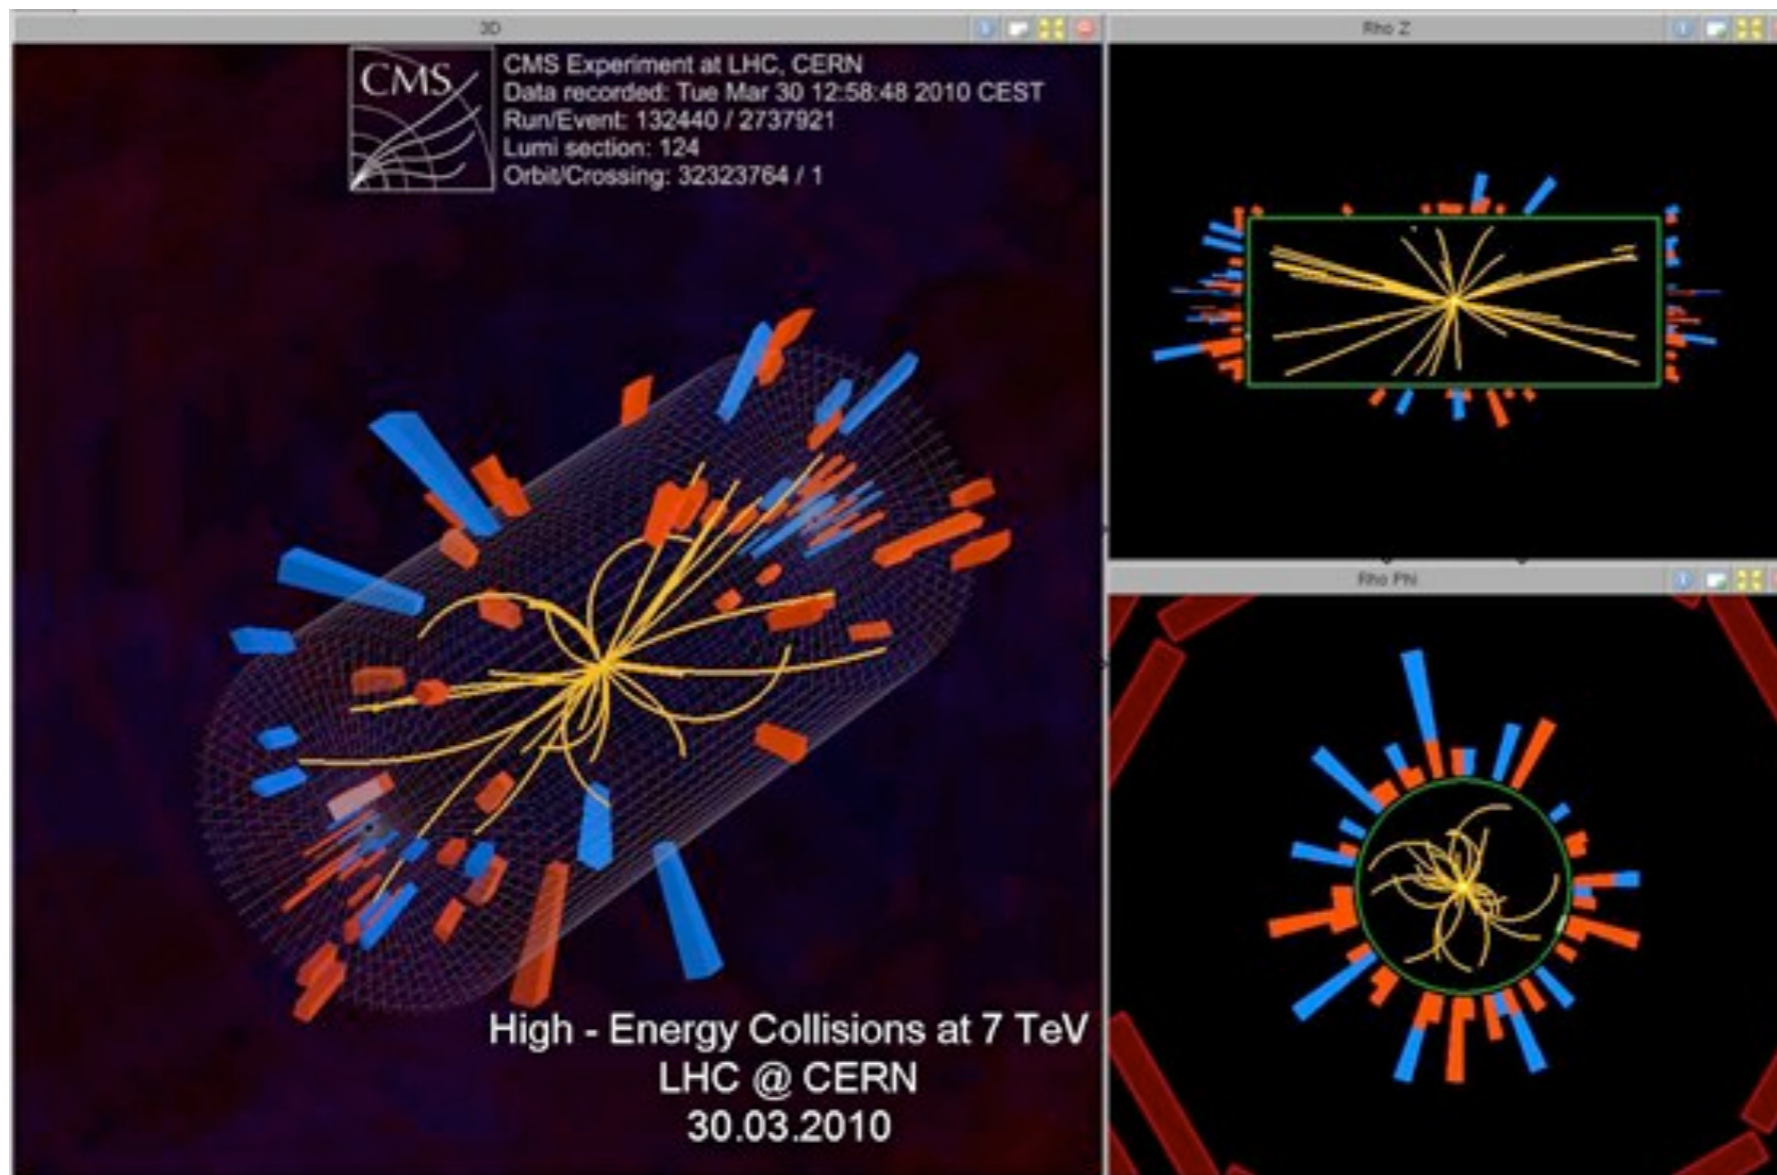 3D
CMS
CMS Experiment at LHC, CERN
Data recorded: Tue Mar 30 12:58:48 2010 CEST
Run/Event: 132440 / 2737921
Lumi section: 124
Orbit/Crossing: 32323764 / 1
High - Energy Collisions at 7 TeV
LHC @ CERN
30.03.2010
Rho Z
Rho Phi